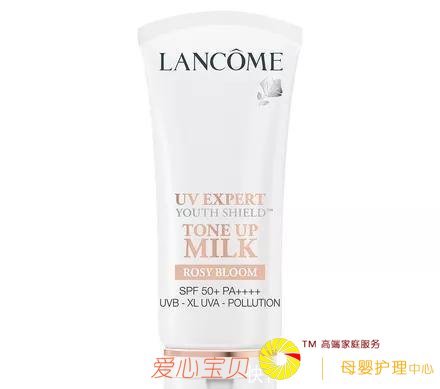 LANCÔME
UV EXPERT
YOUTH SHIELD™
TONE UP
MILK
ROSY BLOOM
SPF 50+ PA++++
UVB - XL UVA - POLLUTION
TM 高端家庭服务
爱心宝贝
母婴护理中心